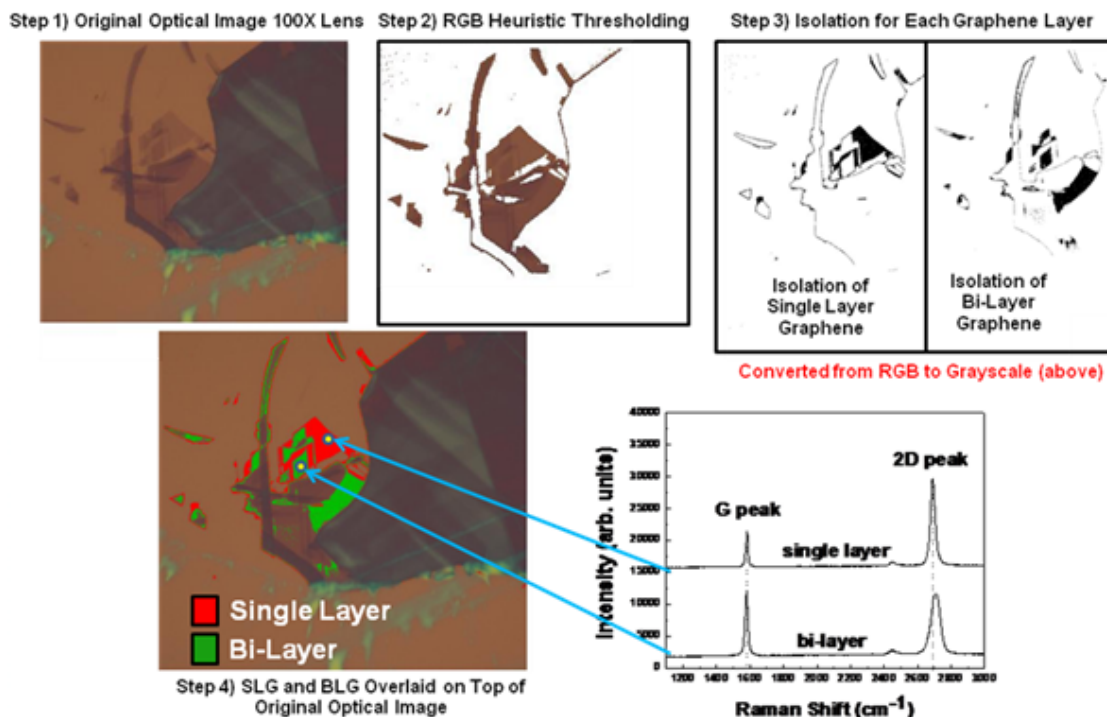 Step 1) Original Optical Image 100X Lens
Step 2) RGB Heuristic Thresholding
Step 3) Isolation for Each Graphene Layer
Isolation of
Single Layer
Graphene
Isolation of
Bi-Layer
Graphene
Converted from RGB to Grayscale (above)
Single Layer
Bi-Layer
Step 4) SLG and BLG Overlaid on Top of
Original Optical Image
Intensity (arb. units)
40000
35000
30000
25000
20000
15000
10000
5000
0
2D peak
G peak
single layer
bi-layer
1200 1400 1600 1800 2000 2200 2400 2600 2800 3000
Raman Shift (cm⁻¹)